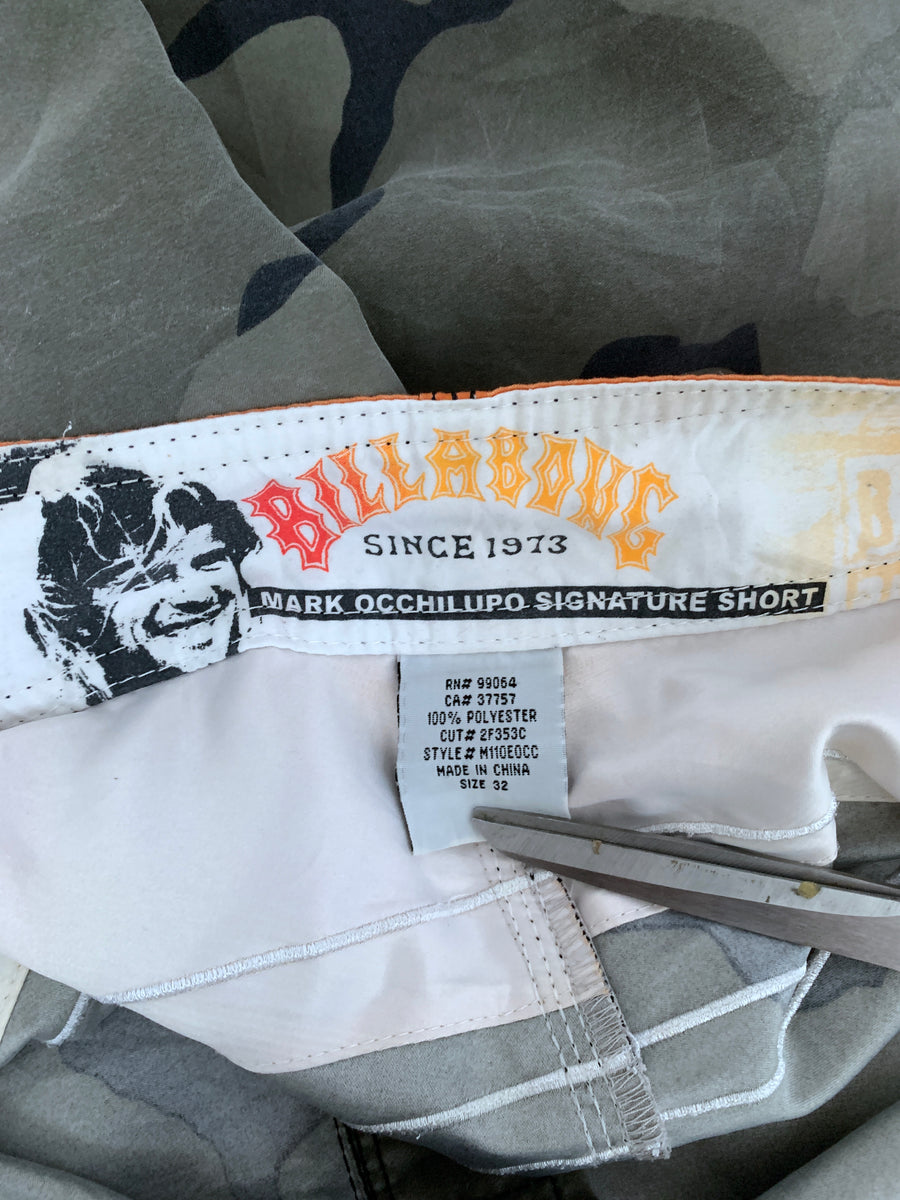 BILLABONG
SINCE 1973
MARK OCCHILUPO SIGNATURE SHORT
RN# 99064
CA# 37757
100% POLYESTER
CUT# 2F353C
STYLE# M110EOCC
MADE IN CHINA
SIZE 32